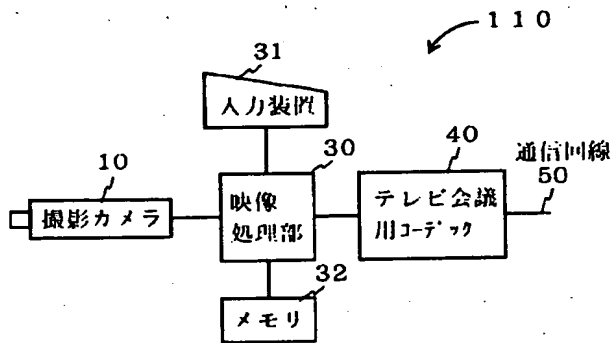 110
31
入力装置
10
撮影カメラ
30
映像
処理部
40
テレビ会議
用コーデック
通信回線
50
32
メモリ